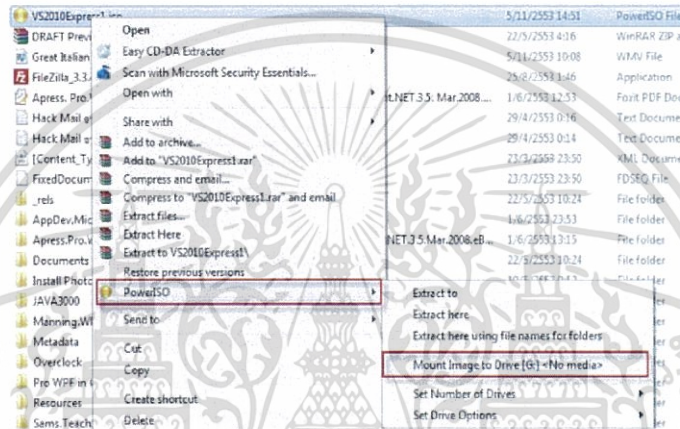 VS2010Express1.iso 5/11/2553 14:51 PowerISO File
Open
DRAFT Previ 22/5/2553 4:16 WinRAR ZIP a
Easy CD-DA Extractor
Great Italian 5/11/2553 10:08 WMV File
Scan with Microsoft Security Essentials...
FileZilla_3.3. 25/8/2553 1:46 Application
Open with
Apress. Pro. t.NET.3.5. Mar.2008.... 1/6/2553 12:53 Foxit PDF Doc
Hack Mail 29/4/2553 0:16 Text Docume
Share with
Hack Mail 29/4/2553 0:14 Text Docume
Add to archive...
[Content_Ty 23/3/2553 23:50 XML Docume
Add to "VS2010Express1.rar"
FixedDocum 23/3/2553 23:50 FDSEQ File
Compress and email...
_rels 22/5/2553 10:24 File folder
Compress to "VS2010Express1.rar" and email
AppDev.Mic 1/6/2553 23:53 File folder
Extract files...
Apress.Pro. .NET.3.5.Mar.2008.eB... 1/6/2553 13:15 File folder
Extract Here
Documents 22/5/2553 10:24 File folder
Extract to VS2010Express1\
Install Photo File folder
Restore previous versions
JAVA3000
PowerISO
Extract to
Manning.W
Extract here
Metadata
Send to
Extract here using file names for folders
Overclock
Cut
Mount Image to Drive [G:] <No media>
Pro WPF in
Copy
Resources
Create shortcut
Set Number of Drives
Sams.Teach
Delete
Set Drive Options